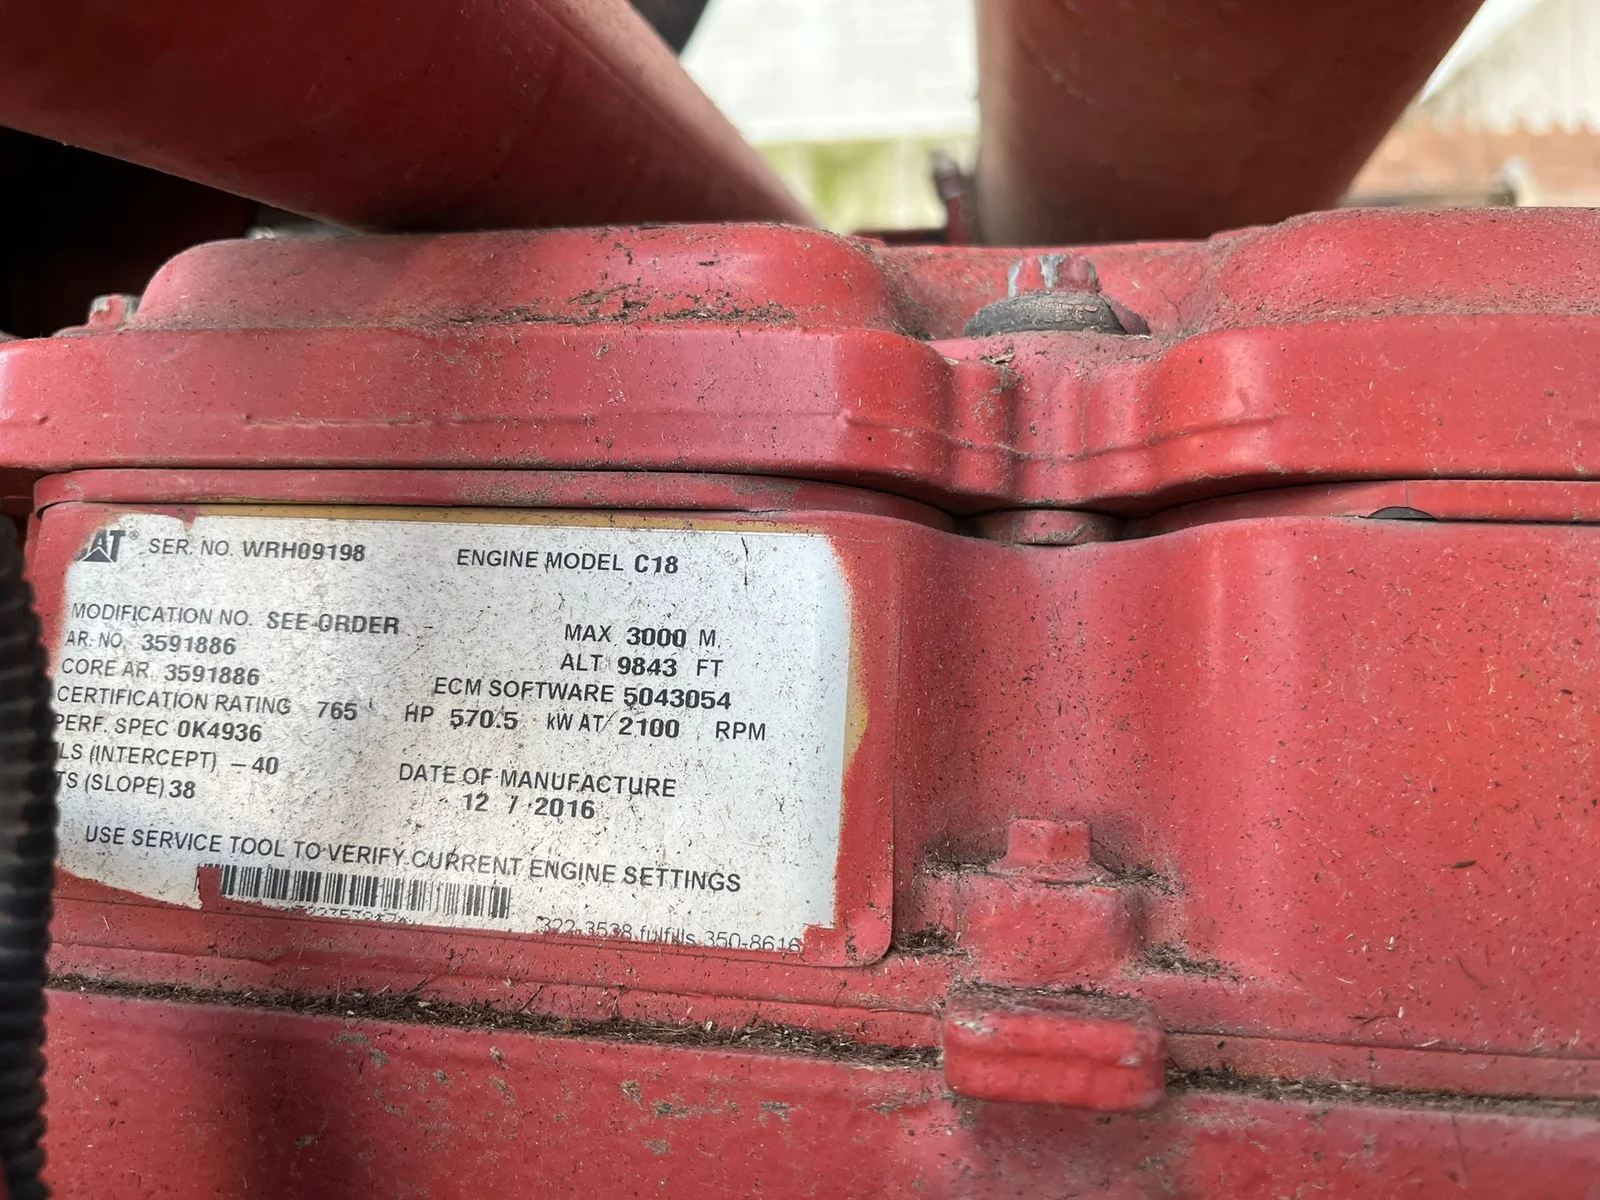 CAT® SER. NO. WRH09198 ENGINE MODEL C18
MODIFICATION NO. SEE ORDER
AR. NO. 3591886 MAX 3000 M
CORE AR. 3591886 ALT 9843 FT
CERTIFICATION RATING 765 ECM SOFTWARE 5043054
PERF. SPEC 0K4936 HP 570.5 kW AT 2100 RPM
LS (INTERCEPT) -40
TS (SLOPE) 38 DATE OF MANUFACTURE
12 / 2016
USE SERVICE TOOL TO VERIFY CURRENT ENGINE SETTINGS
322-3538 fulfills 350-8616